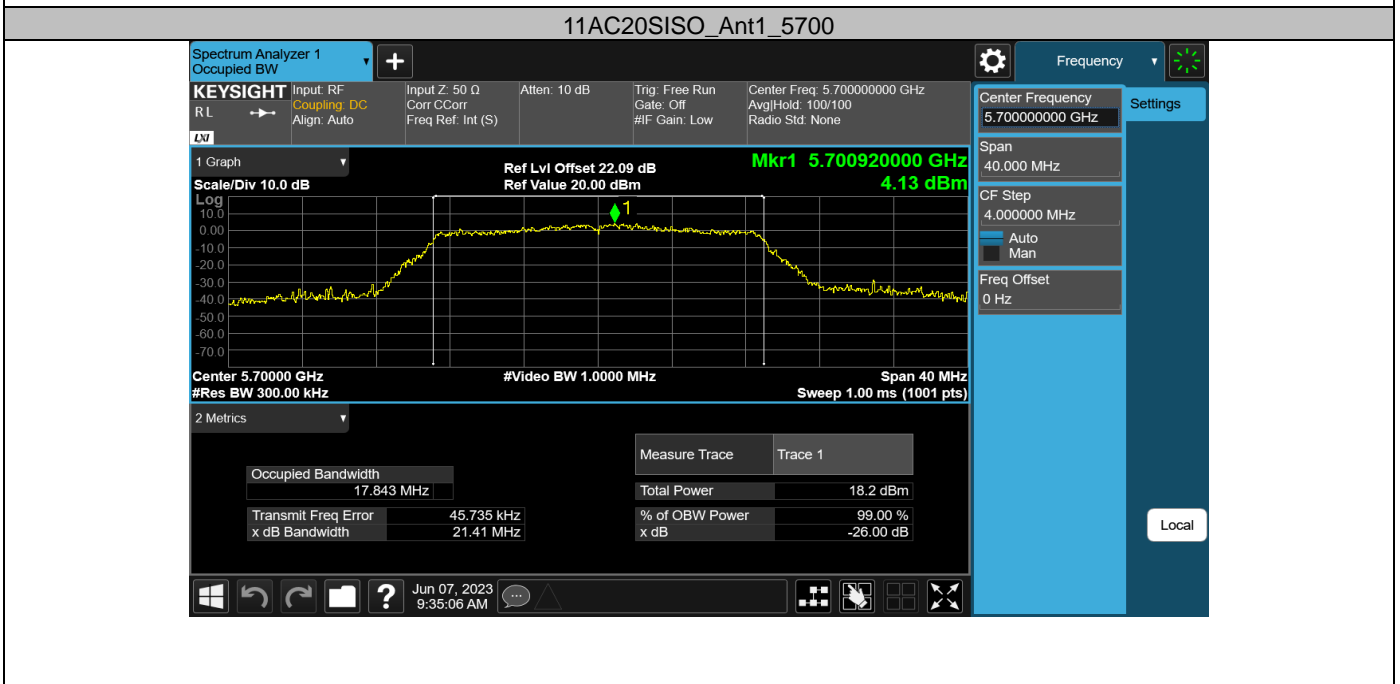 11AC20SISO_Ant1_5700
Spectrum Analyzer 1
Occupied BW
+
Frequency
KEYSIGHT
R L
LXI
Input: RF
Coupling: DC
Align: Auto
Input Z: 50 Ω
Corr CCorr
Freq Ref: Int (S)
Atten: 10 dB
Trig: Free Run
Gate: Off
#IF Gain: Low
Center Freq: 5.700000000 GHz
Avg|Hold: 100/100
Radio Std: None
Center Frequency
5.700000000 GHz
Settings
Span
40.000 MHz
CF Step
4.000000 MHz
Auto
Man
Freq Offset
0 Hz
Local
1 Graph
Scale/Div 10.0 dB
Ref Lvl Offset 22.09 dB
Ref Value 20.00 dBm
Mkr1 5.700920000 GHz
4.13 dBm
Log
10.0
0.00
-10.0
-20.0
-30.0
-40.0
-50.0
-60.0
-70.0
1
Center 5.70000 GHz
#Res BW 300.00 kHz
#Video BW 1.0000 MHz
Span 40 MHz
Sweep 1.00 ms (1001 pts)
2 Metrics
Measure Trace Trace 1
Occupied Bandwidth
17.843 MHz
Total Power 18.2 dBm
Transmit Freq Error 45.735 kHz
% of OBW Power 99.00 %
x dB Bandwidth 21.41 MHz
x dB -26.00 dB
?
Jun 07, 2023
9:35:06 AM